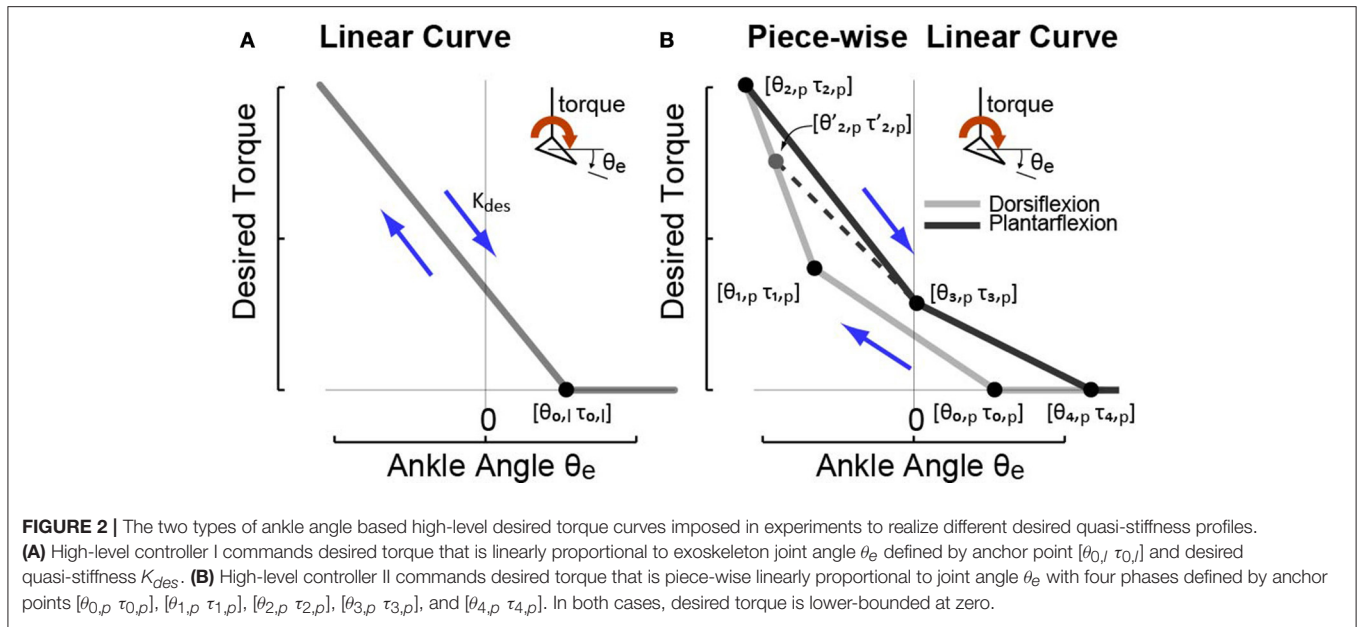 A Linear Curve
Desired Torque
torque
θe
Kdes
0
[θ0,l τ0,l]
Ankle Angle θe
B Piece-wise Linear Curve
Desired Torque
[θ2,p τ2,p]
[θ'2,p τ'2,p]
torque
θe
Dorsiflexion
Plantarflexion
[θ1,p τ1,p]
[θ3,p τ3,p]
0
[θ0,p τ0,p] [θ4,p τ4,p]
Ankle Angle θe
FIGURE 2 | The two types of ankle angle based high-level desired torque curves imposed in experiments to realize different desired quasi-stiffness profiles.
(A) High-level controller I commands desired torque that is linearly proportional to exoskeleton joint angle θe defined by anchor point [θ0,l τ0,l] and desired
quasi-stiffness Kdes. (B) High-level controller II commands desired torque that is piece-wise linearly proportional to joint angle θe with four phases defined by anchor
points [θ0,p τ0,p], [θ1,p τ1,p], [θ2,p τ2,p], [θ3,p τ3,p], and [θ4,p τ4,p]. In both cases, desired torque is lower-bounded at zero.